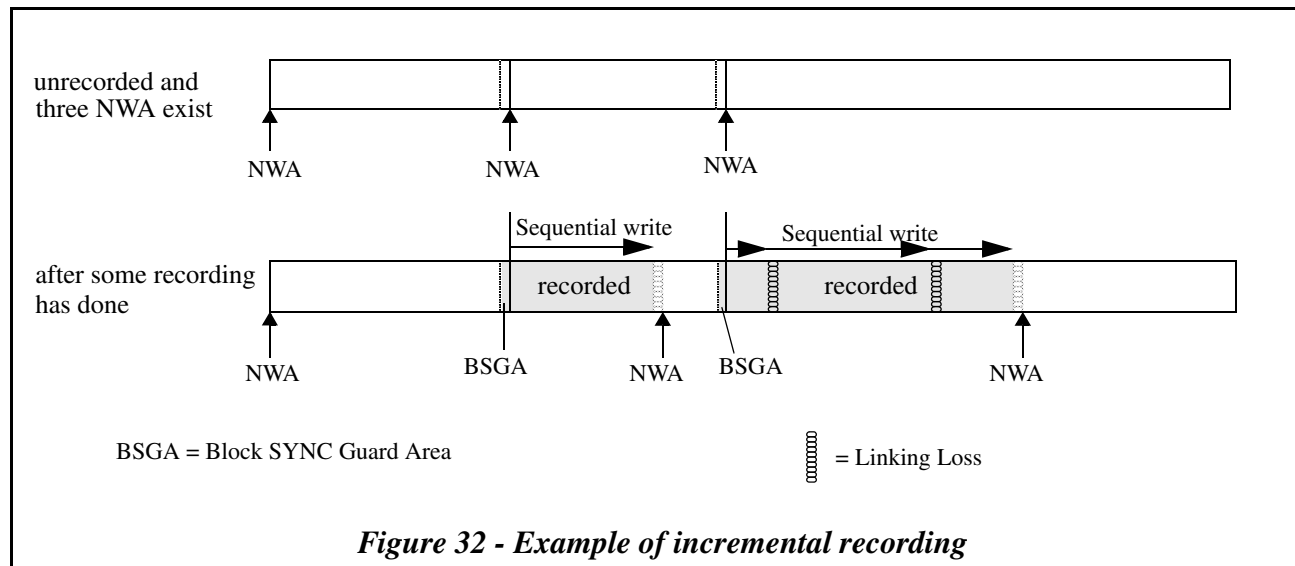 unrecorded and
three NWA exist
NWA
NWA
NWA
Sequential write
Sequential write
after some recording
has done
recorded
recorded
NWA
BSGA
NWA
BSGA
NWA
BSGA = Block SYNC Guard Area
= Linking Loss
Figure 32 - Example of incremental recording